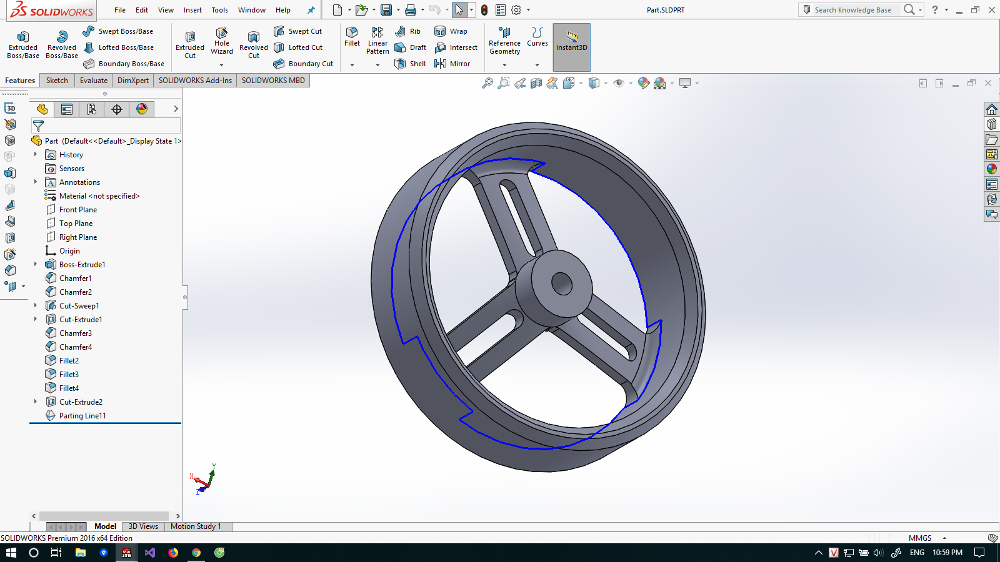 SOLIDWORKS File Edit View Insert Tools Window Help Part.SLDPRT Search Knowledge Base ?
Extruded Boss/Base
Revolved Boss/Base
Swept Boss/Base
Lofted Boss/Base
Boundary Boss/Base
Extruded Cut
Hole Wizard
Revolved Cut
Swept Cut
Lofted Cut
Boundary Cut
Fillet
Linear Pattern
Rib
Draft
Shell
Wrap
Intersect
Mirror
Reference Geometry
Curves
Instant3D
Features Sketch Evaluate DimXpert SOLIDWORKS Add-Ins SOLIDWORKS MBD
3D
Part (Default<<Default>_Display State 1>
History
Sensors
A Annotations
Material <not specified>
Front Plane
Top Plane
Right Plane
Origin
Boss-Extrude1
Chamfer1
Chamfer2
Cut-Sweep1
Cut-Extrude1
Chamfer3
Chamfer4
Fillet2
Fillet3
Fillet4
Cut-Extrude2
Parting Line11
Y
X
Z
Model 3D Views Motion Study 1
SOLIDWORKS Premium 2016 x64 Edition MMGS
SW 2016 V ENG 10:59 PM